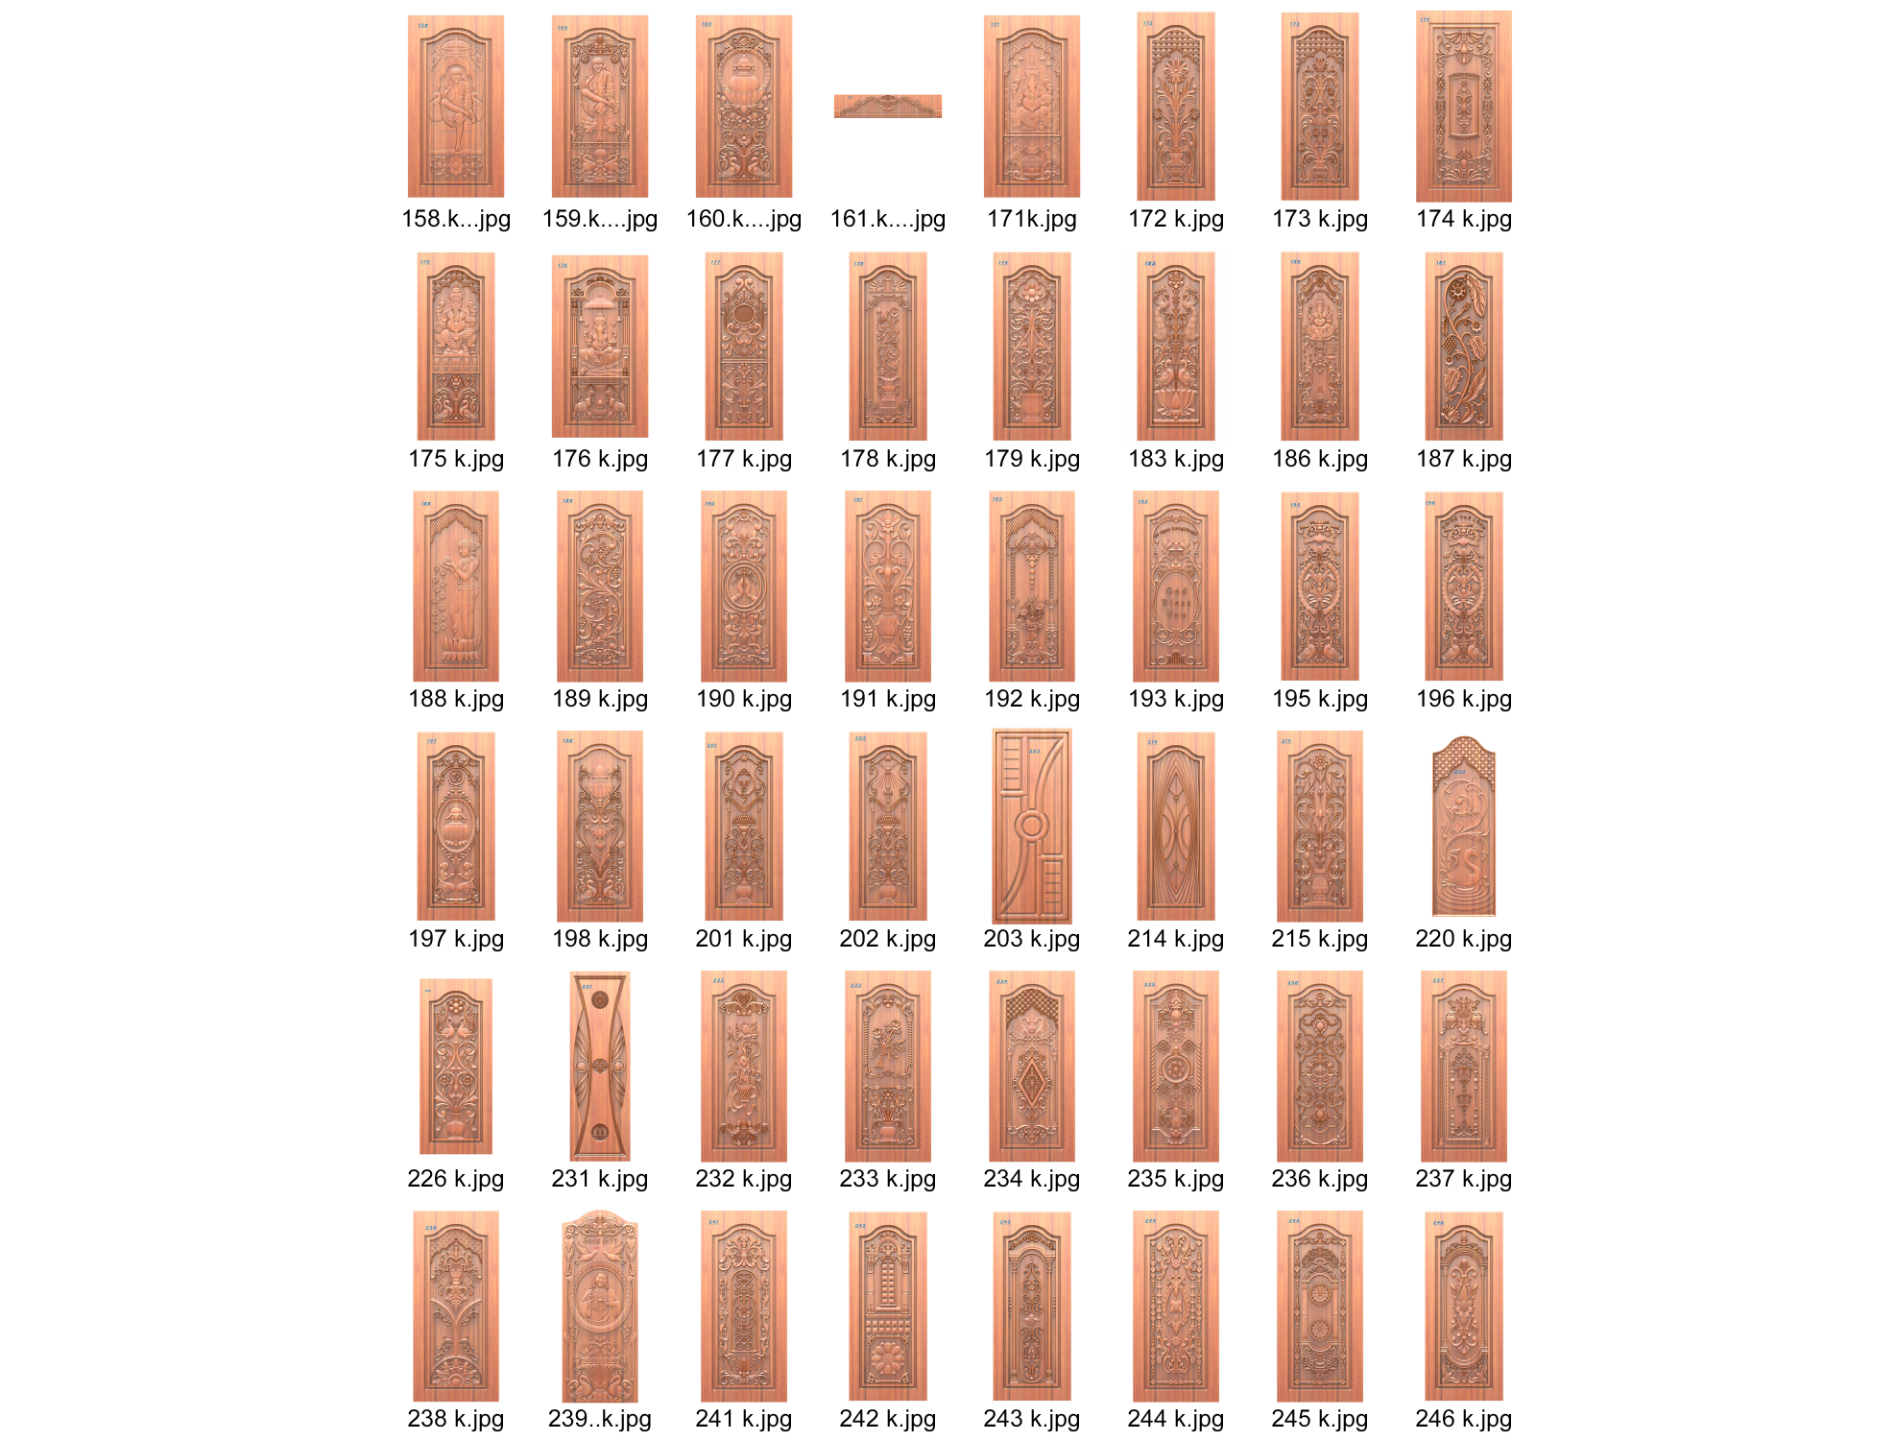 158.k...jpg 159.k....jpg 160.k....jpg 161.k....jpg 171k.jpg 172 k.jpg 173 k.jpg 174 k.jpg
175 k.jpg 176 k.jpg 177 k.jpg 178 k.jpg 179 k.jpg 183 k.jpg 186 k.jpg 187 k.jpg
God
Bless
You
188 k.jpg 189 k.jpg 190 k.jpg 191 k.jpg 192 k.jpg 193 k.jpg 195 k.jpg 196 k.jpg
197 k.jpg 198 k.jpg 201 k.jpg 202 k.jpg 203 k.jpg 214 k.jpg 215 k.jpg 220 k.jpg
226 k.jpg 231 k.jpg 232 k.jpg 233 k.jpg 234 k.jpg 235 k.jpg 236 k.jpg 237 k.jpg
238 k.jpg 239..k.jpg 241 k.jpg 242 k.jpg 243 k.jpg 244 k.jpg 245 k.jpg 246 k.jpg